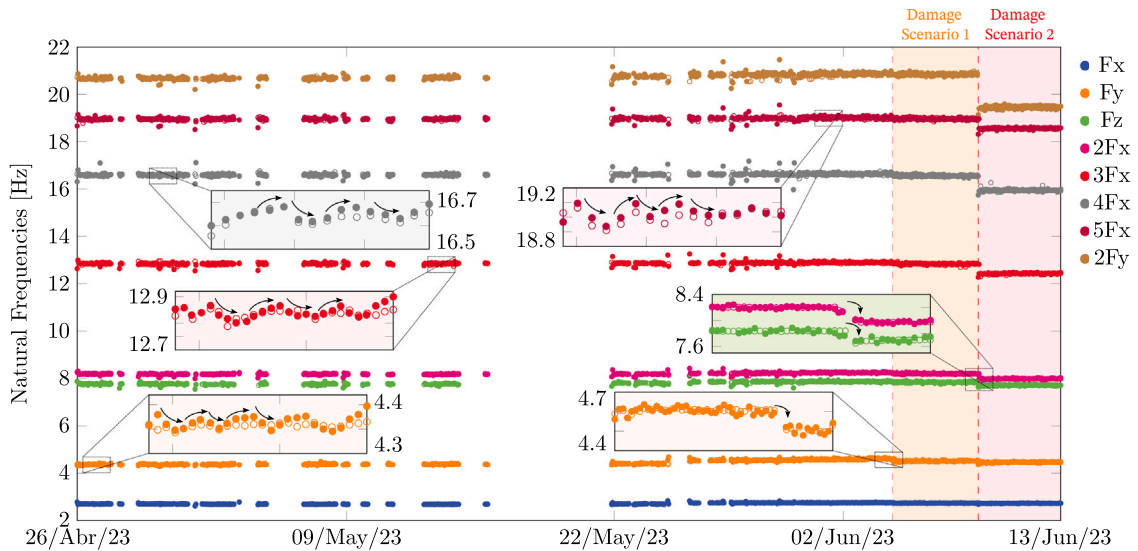 Damage Damage
Scenario 1 Scenario 2
Natural Frequencies [Hz]
22
20
18
16
14
12
10
8
6
4
2
16.7
16.5
19.2
18.8
12.9
12.7
8.4
7.6
4.4
4.3
4.7
4.4
26/Abr/23 09/May/23 22/May/23 02/Jun/23 13/Jun/23
Fx
Fy
Fz
2Fx
3Fx
4Fx
5Fx
2Fy